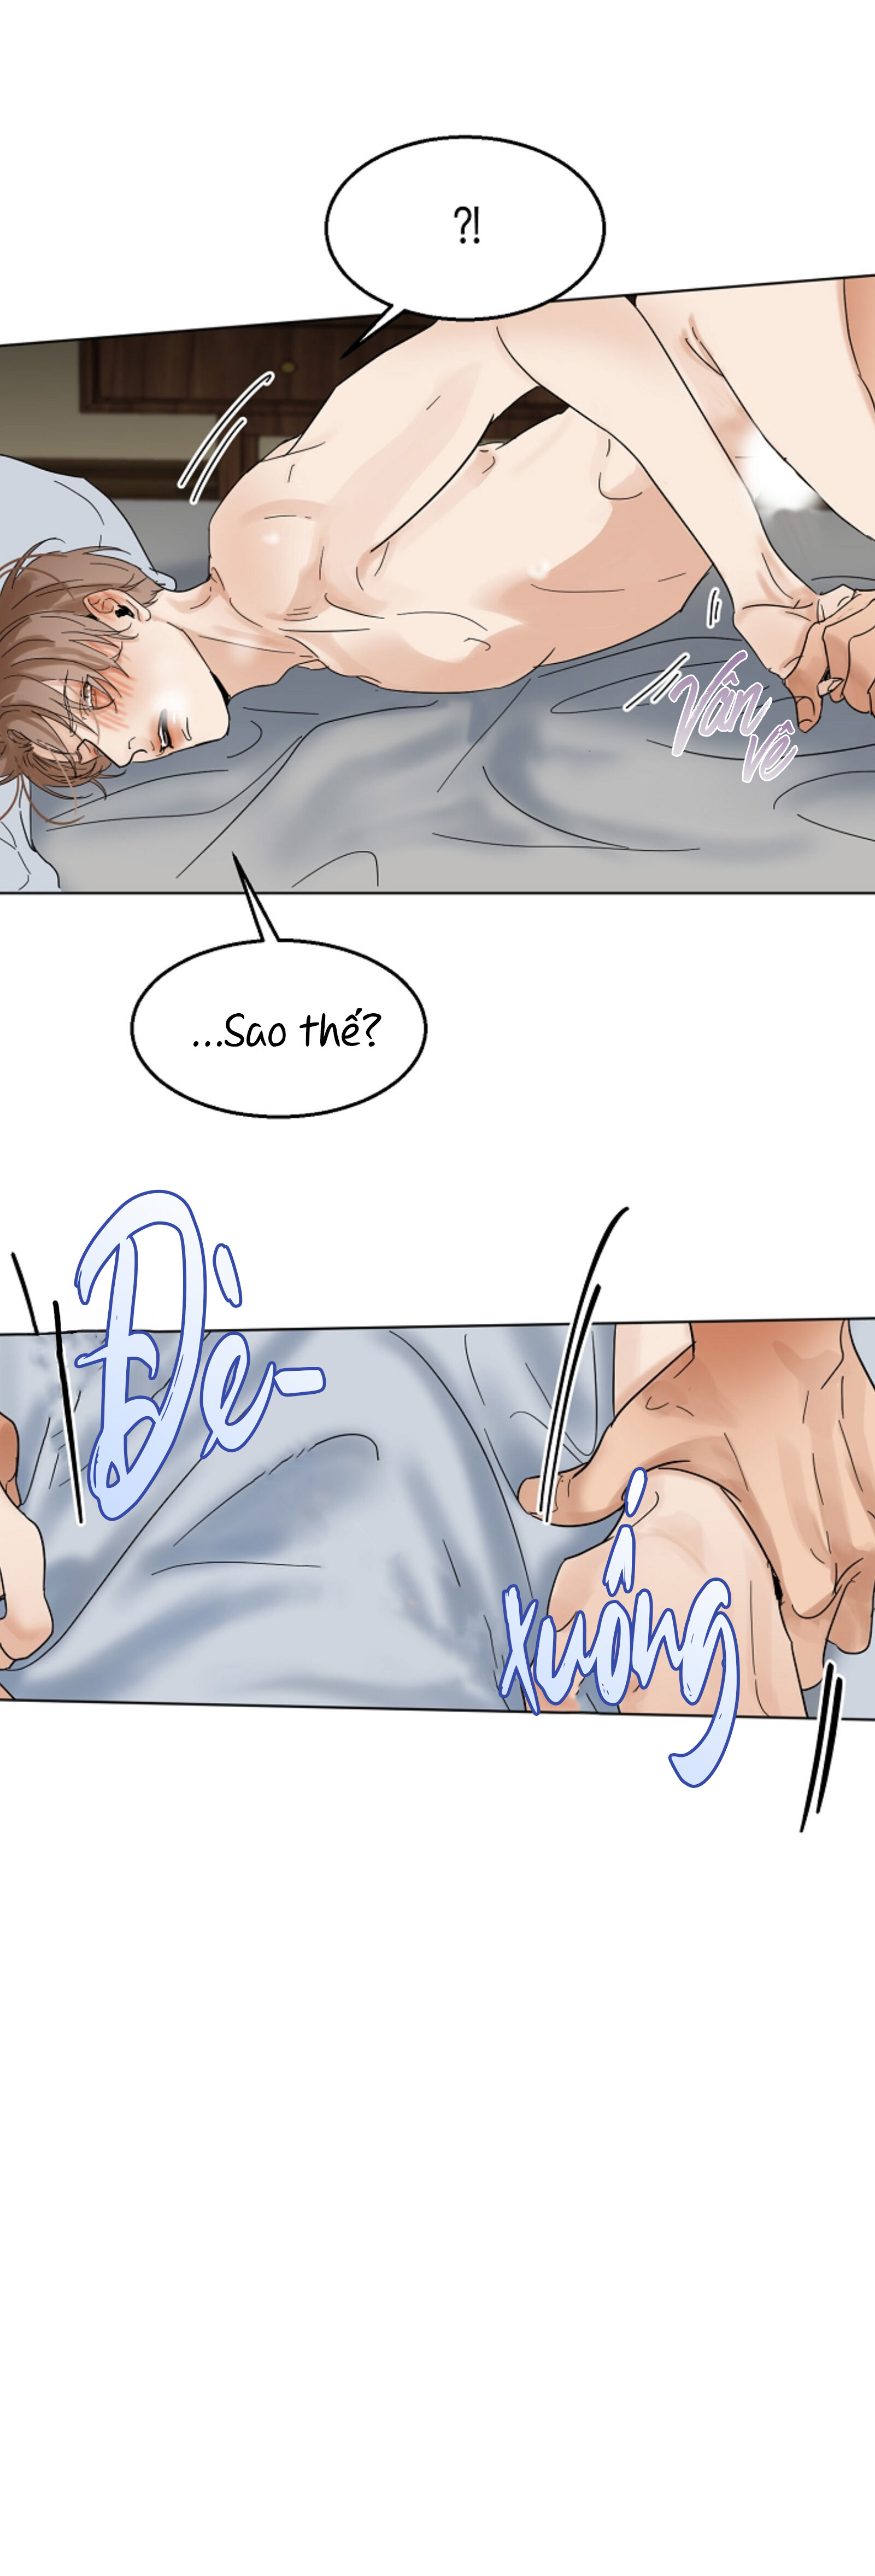 ?!
Vân
vê
...Sao thế?
Đè-
xuống